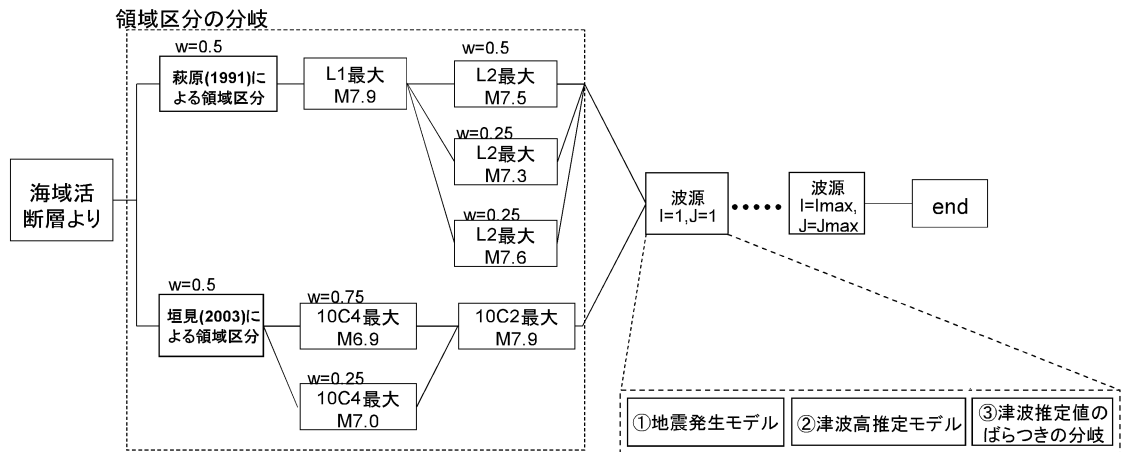 領域区分の分岐
w=0.5
萩原(1991)に
よる領域区分
L1最大
M7.9
w=0.5
L2最大
M7.5
w=0.25
L2最大
M7.3
w=0.25
L2最大
M7.6
海域活
断層より
w=0.5
垣見(2003)によ
よる領域区分
w=0.75
10C4最大
M6.9
w=0.25
10C4最大
M7.0
10C2最大
M7.9
波源
I=1,J=1
•••••
波源
I=Imax,
J=Jmax
end
①地震発生モデル
②津波高推定モデル
③津波推定値の
ばらつきの分岐